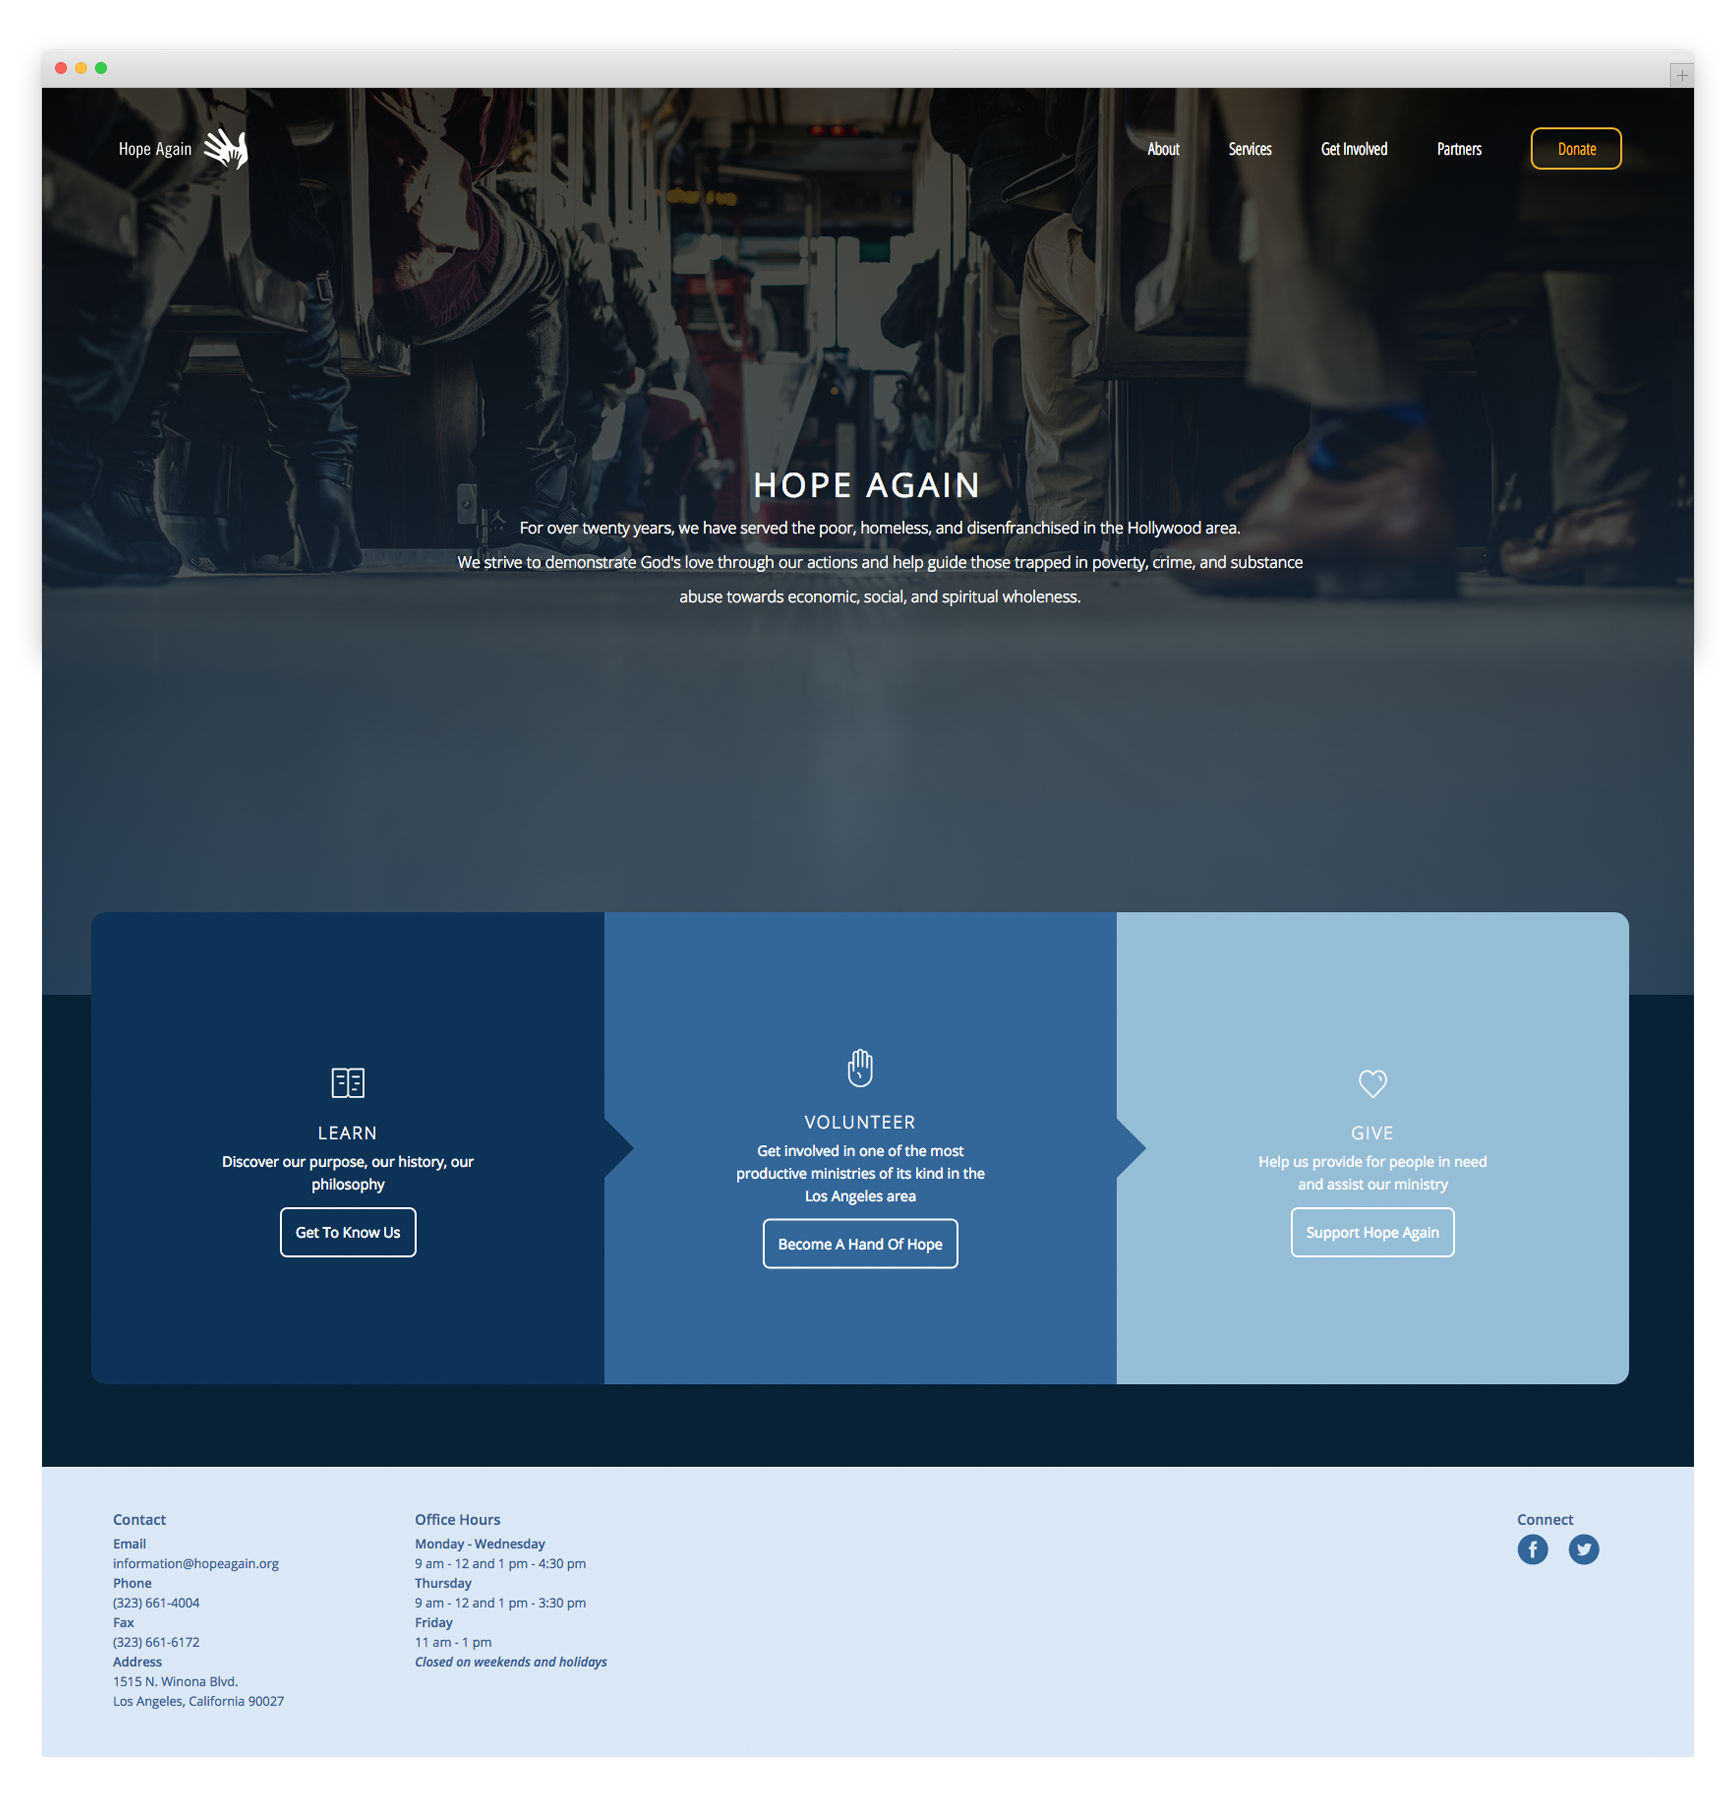 Hope Again
About
Services
Get Involved
Partners
Donate
HOPE AGAIN
For over twenty years, we have served the poor, homeless, and disenfranchised in the Hollywood area.
We strive to demonstrate God's love through our actions and help guide those trapped in poverty, crime, and substance
abuse towards economic, social, and spiritual wholeness.
LEARN
Discover our purpose, our history, our
philosophy
Get To Know Us
VOLUNTEER
Get involved in one of the most
productive ministries of its kind in the
Los Angeles area
Become A Hand Of Hope
GIVE
Help us provide for people in need
and assist our ministry
Support Hope Again
Contact
Email
information@hopeagain.org
Phone
(323) 661-4004
Fax
(323) 661-6172
Address
1515 N. Winona Blvd.
Los Angeles, California 90027
Office Hours
Monday - Wednesday
9 am - 12 and 1 pm - 4:30 pm
Thursday
9 am - 12 and 1 pm - 3:30 pm
Friday
11 am - 1 pm
Closed on weekends and holidays
Connect